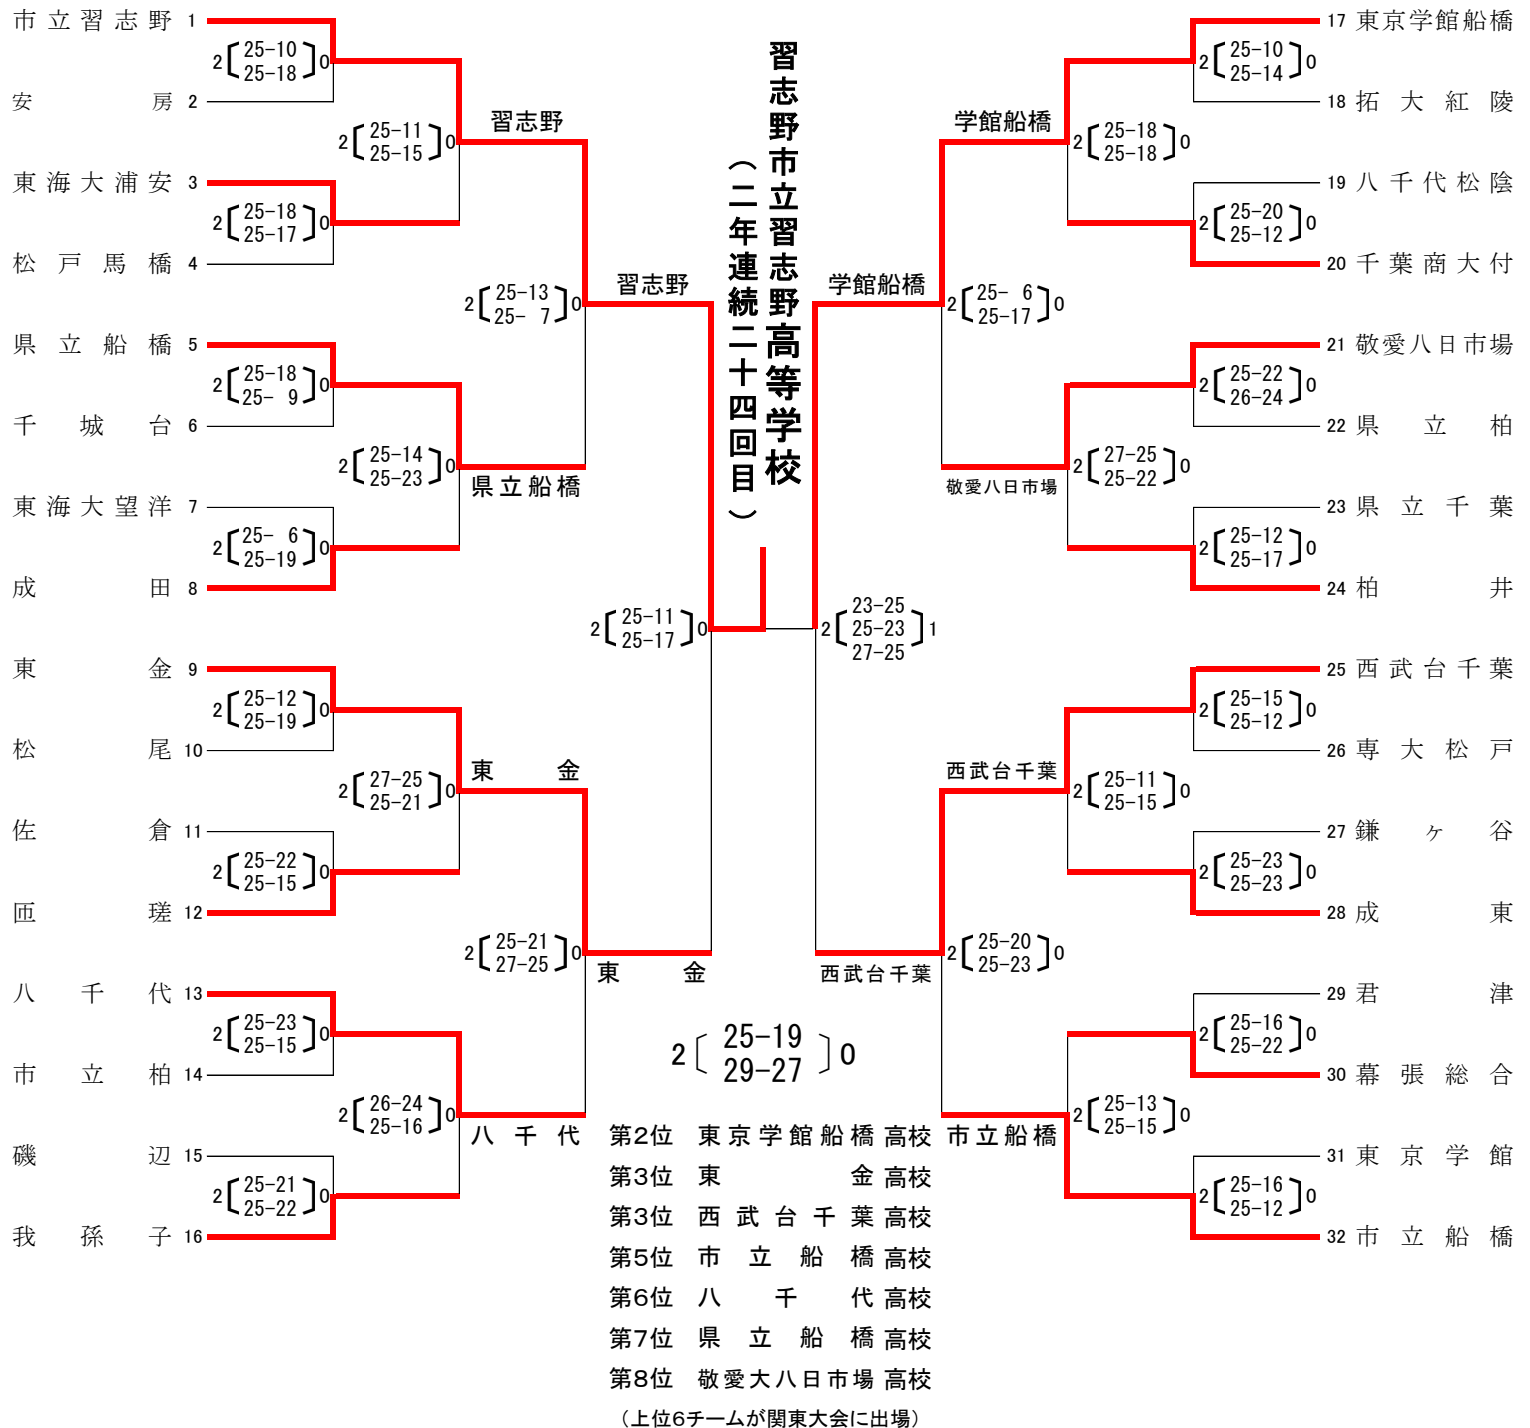 習志野市立習志野高等学校
（二年連続二十四回目）
市立習志野 1
2 [ 25-10 25-18 ] 0
安房 2
2 [ 25-11 25-15 ] 0
習志野
東海大浦安 3
2 [ 25-18 25-17 ] 0
松戸馬橋 4
2 [ 25-13 25- 7 ] 0
習志野
県立船橋 5
2 [ 25-18 25- 9 ] 0
千城台 6
2 [ 25-14 25-23 ] 0
県立船橋
東海大望洋 7
2 [ 25- 6 25-19 ] 0
成田 8
2 [ 25-11 25-17 ] 0
東金 9
2 [ 25-12 25-19 ] 0
松尾 10
2 [ 27-25 25-21 ] 0
東金
佐倉 11
2 [ 25-22 25-15 ] 0
匝瑳 12
2 [ 25-21 27-25 ] 0
東金
八千代 13
2 [ 25-23 25-15 ] 0
市立柏 14
2 [ 26-24 25-16 ] 0
八千代
磯辺 15
2 [ 25-21 25-22 ] 0
我孫子 16
17 東京学館船橋
2 [ 25-10 25-14 ] 0
18 拓大紅陵
学館船橋
2 [ 25-18 25-18 ] 0
19 八千代松陰
2 [ 25-20 25-12 ] 0
20 千葉商大付
学館船橋
2 [ 25- 6 25-17 ] 0
21 敬愛八日市場
2 [ 25-22 26-24 ] 0
22 県立柏
敬愛八日市場
2 [ 27-25 25-22 ] 0
23 県立千葉
2 [ 25-12 25-17 ] 0
24 柏井
2 [ 23-25 25-23 27-25 ] 1
25 西武台千葉
2 [ 25-15 25-12 ] 0
26 専大松戸
西武台千葉
2 [ 25-11 25-15 ] 0
27 鎌ヶ谷
2 [ 25-23 25-23 ] 0
28 成東
西武台千葉
2 [ 25-20 25-23 ] 0
29 君津
2 [ 25-16 25-22 ] 0
30 幕張総合
市立船橋
2 [ 25-13 25-15 ] 0
31 東京学館
2 [ 25-16 25-12 ] 0
32 市立船橋
2 [ 25-19 29-27 ] 0
第2位 東京学館船橋 高校
第3位 東金 高校
第3位 西武台千葉 高校
第5位 市立船橋 高校
第6位 八千代 高校
第7位 県立船橋 高校
第8位 敬愛大八日市場 高校
（上位6チームが関東大会に出場）